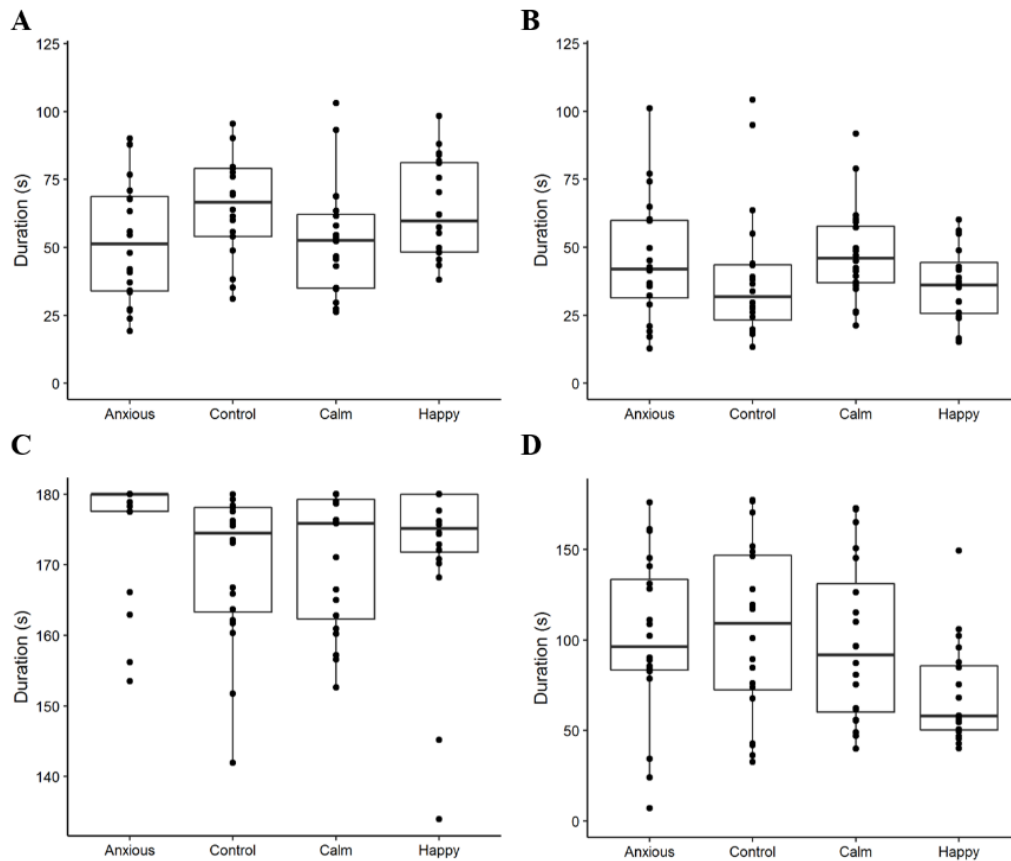 A
125
100
75
50
25
0
Duration (s)
Anxious Control Calm Happy
B
125
100
75
50
25
0
Duration (s)
Anxious Control Calm Happy
C
180
170
160
150
140
Duration (s)
Anxious Control Calm Happy
D
150
100
50
0
Duration (s)
Anxious Control Calm Happy